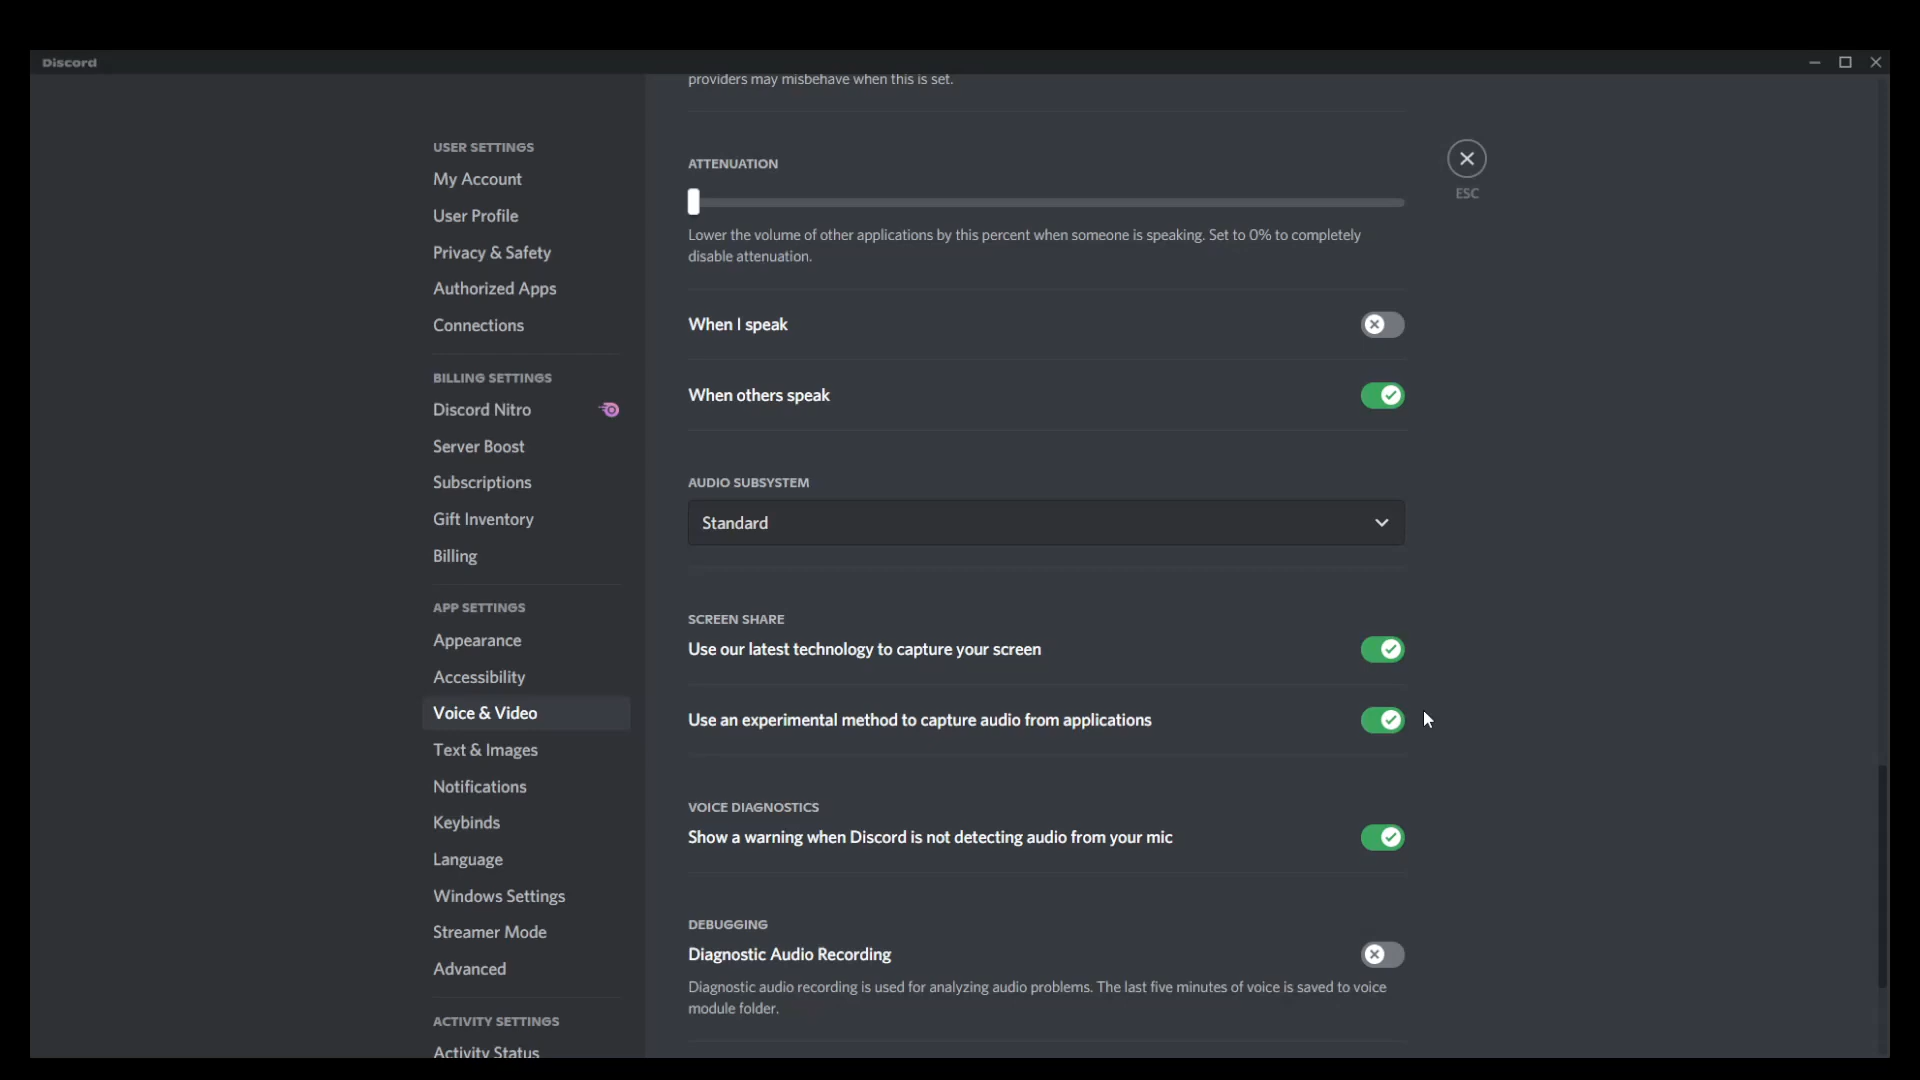 Discord
USER SETTINGS
My Account
User Profile
Privacy & Safety
Authorized Apps
Connections
BILLING SETTINGS
Discord Nitro
Server Boost
Subscriptions
Gift Inventory
Billing
APP SETTINGS
Appearance
Accessibility
Voice & Video
Text & Images
Notifications
Keybinds
Language
Windows Settings
Streamer Mode
Advanced
ACTIVITY SETTINGS
Activity Status
providers may misbehave when this is set.
ATTENUATION
Lower the volume of other applications by this percent when someone is speaking. Set to 0% to completely
disable attenuation.
When I speak
When others speak
AUDIO SUBSYSTEM
Standard
SCREEN SHARE
Use our latest technology to capture your screen
Use an experimental method to capture audio from applications
VOICE DIAGNOSTICS
Show a warning when Discord is not detecting audio from your mic
DEBUGGING
Diagnostic Audio Recording
Diagnostic audio recording is used for analyzing audio problems. The last five minutes of voice is saved to voice
module folder.
ESC